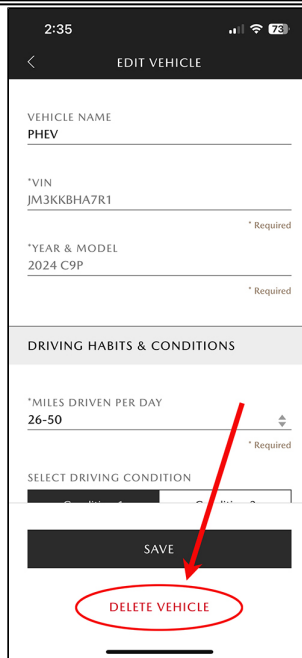 2:35
73
EDIT VEHICLE
VEHICLE NAME
PHEV
*VIN
JM3KKBHA7R1
* Required
*YEAR & MODEL
2024 C9P
* Required
DRIVING HABITS & CONDITIONS
*MILES DRIVEN PER DAY
26-50
* Required
SELECT DRIVING CONDITION
SAVE
DELETE VEHICLE